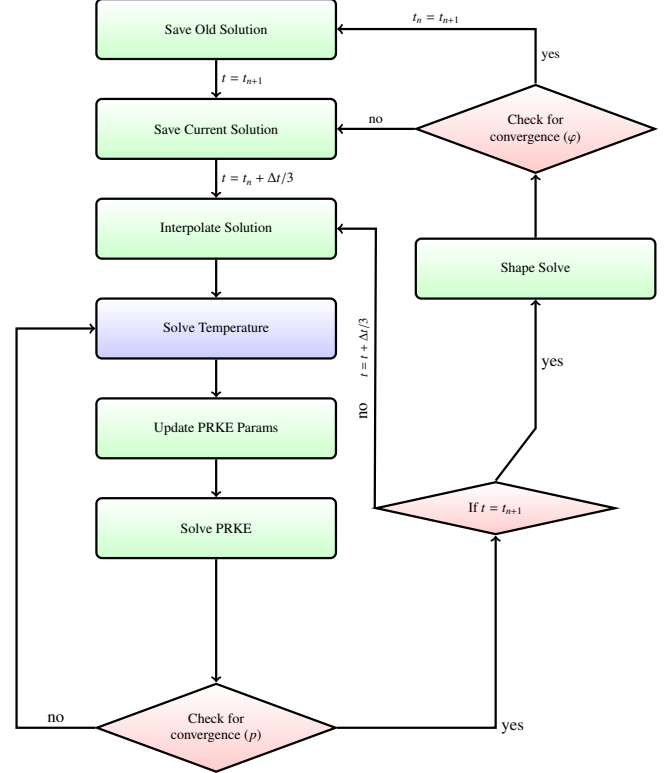 Save Old Solution
t_n = t_{n+1}
yes
t = t_{n+1}
Save Current Solution
no
Check for
convergence (φ)
t = t_n + Δt/3
Interpolate Solution
Shape Solve
Solve Temperature
t = t + Δt/3
no
yes
Update PRKE Params
If t = t_{n+1}
Solve PRKE
no
Check for
convergence (p)
yes